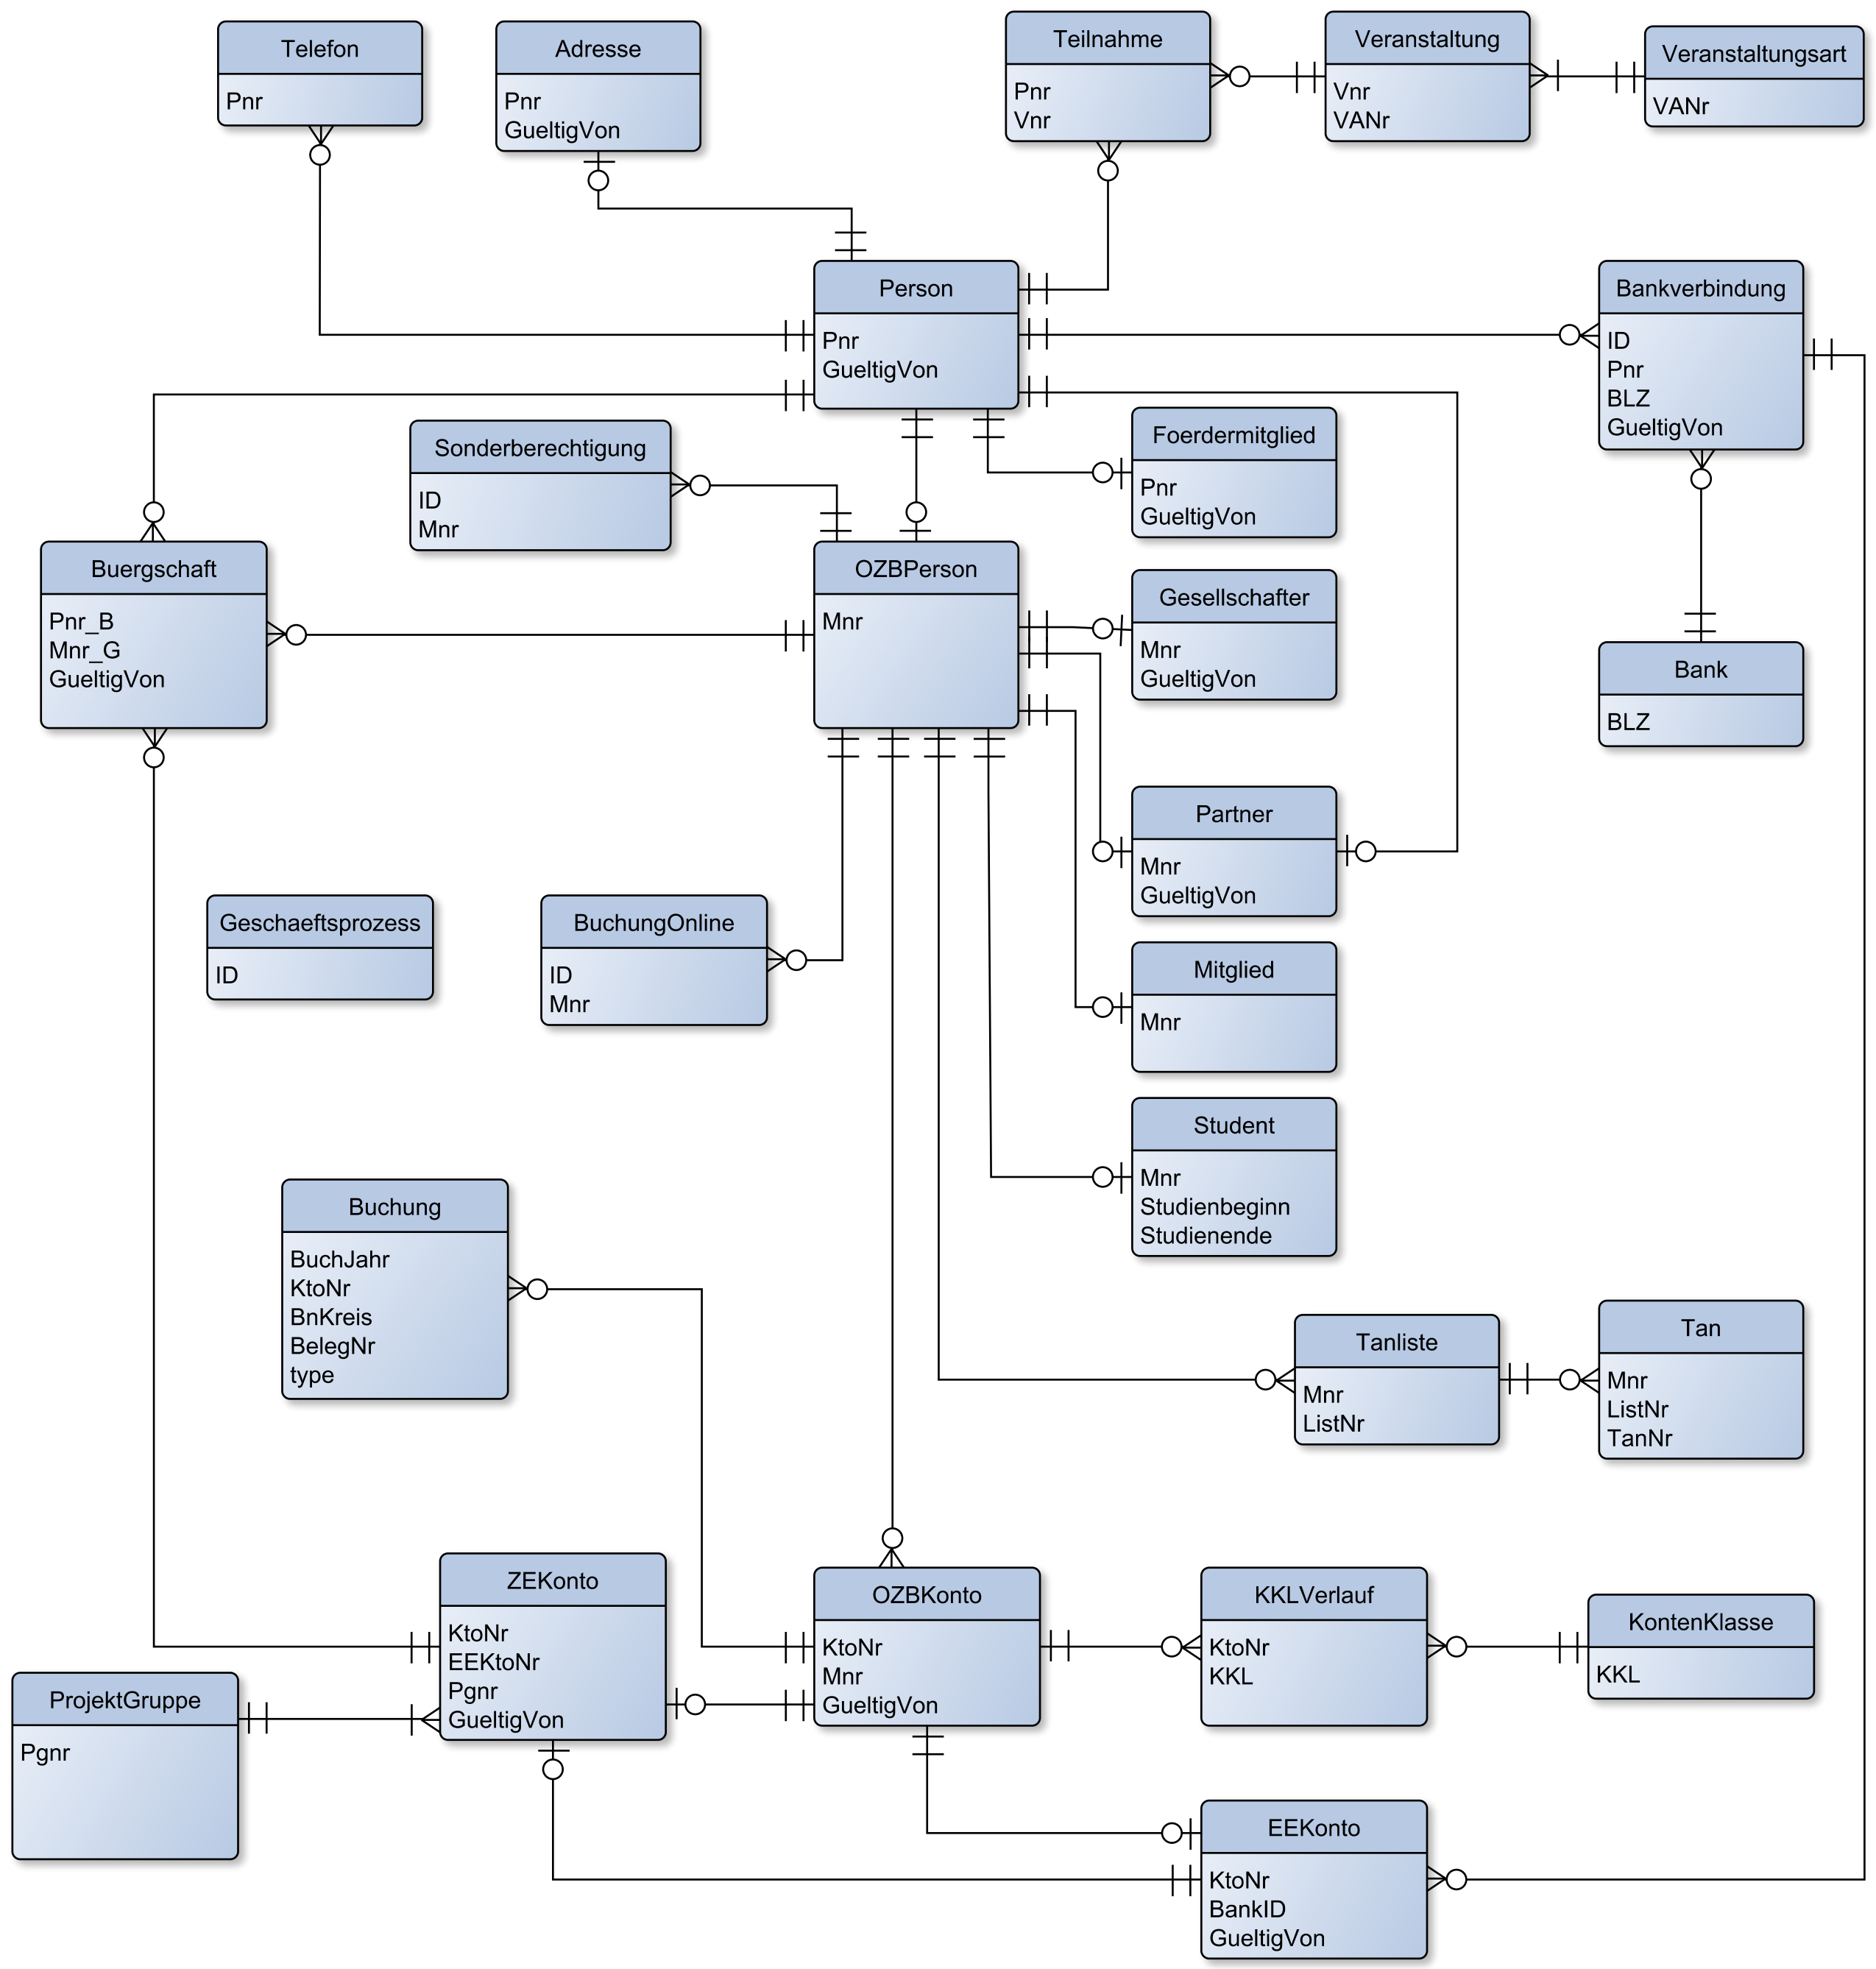 Telefon
Pnr
Adresse
Pnr
GueltigVon
Teilnahme
Pnr
Vnr
Veranstaltung
Vnr
VANr
Veranstaltungsart
VANr
Person
Pnr
GueltigVon
Bankverbindung
ID
Pnr
BLZ
GueltigVon
Sonderberechtigung
ID
Mnr
Foerdermitglied
Pnr
GueltigVon
Buergschaft
Pnr_B
Mnr_G
GueltigVon
OZBPerson
Mnr
Gesellschafter
Mnr
GueltigVon
Bank
BLZ
Partner
Mnr
GueltigVon
Geschaeftsprozess
ID
BuchungOnline
ID
Mnr
Mitglied
Mnr
Student
Mnr
Studienbeginn
Studienende
Buchung
BuchJahr
KtoNr
BnKreis
BelegNr
type
Tanliste
Mnr
ListNr
Tan
Mnr
ListNr
TanNr
ZEKonto
KtoNr
EEKtoNr
Pgnr
GueltigVon
OZBKonto
KtoNr
Mnr
GueltigVon
KKLVerlauf
KtoNr
KKL
KontenKlasse
KKL
ProjektGruppe
Pgnr
EEKonto
KtoNr
BankID
GueltigVon